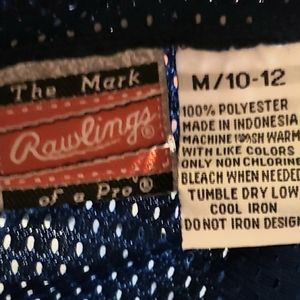 The Mark
Rawlings
of a Pro®
M/10-12
100% POLYESTER
MADE IN INDONESIA
MACHINE WASH WARM
WITH LIKE COLORS
ONLY NON CHLORINE
BLEACH WHEN NEEDED
TUMBLE DRY LOW
COOL IRON
DO NOT IRON DESIGN